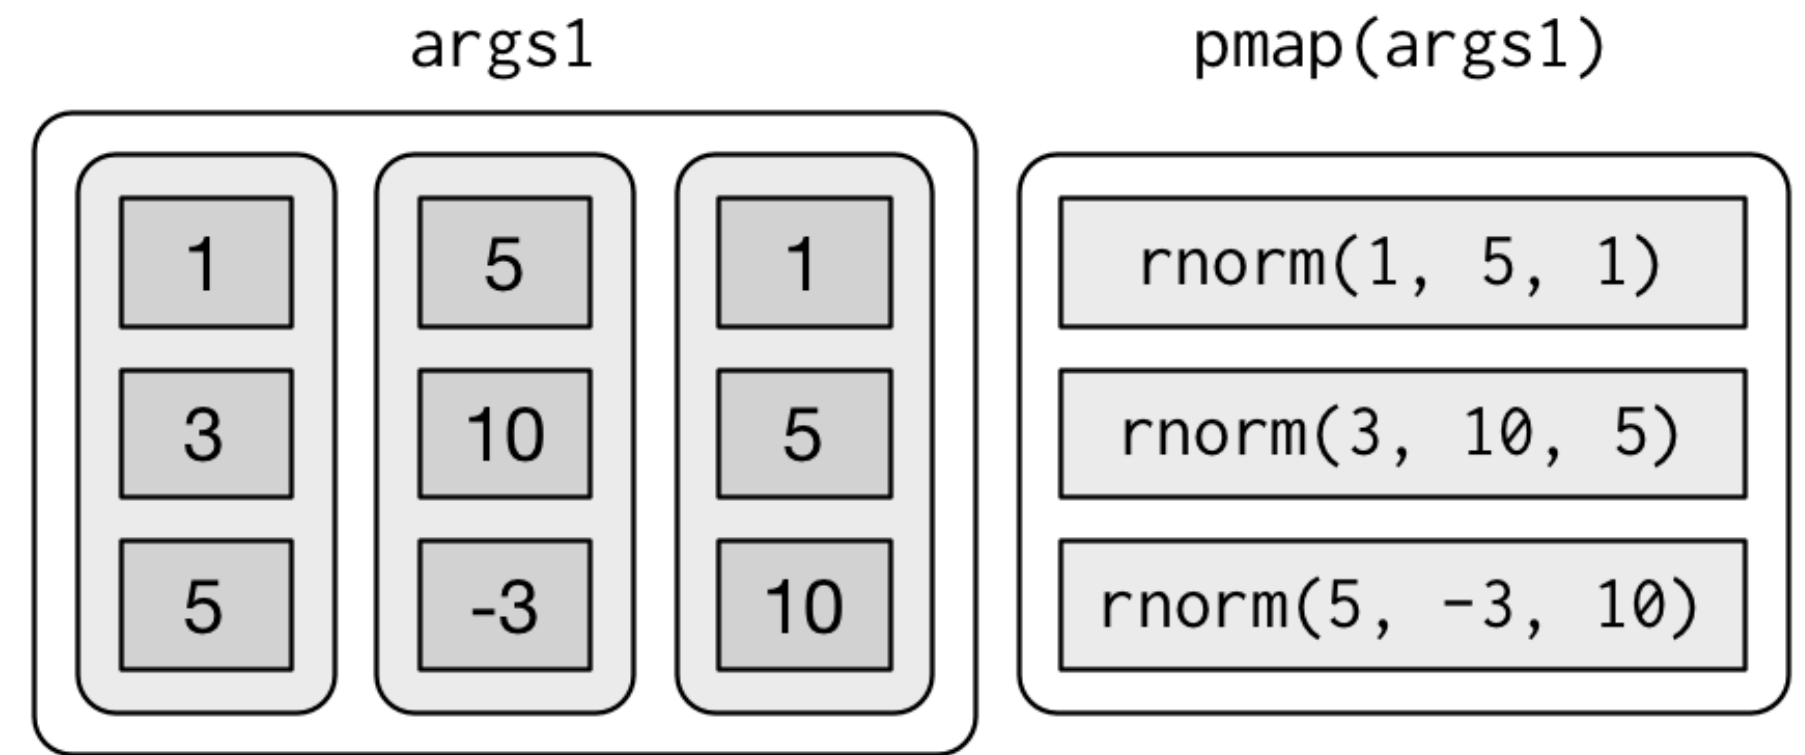 args1 pmap(args1)
1 5 1 rnorm(1, 5, 1)
3 10 5 rnorm(3, 10, 5)
5 -3 10 rnorm(5, -3, 10)